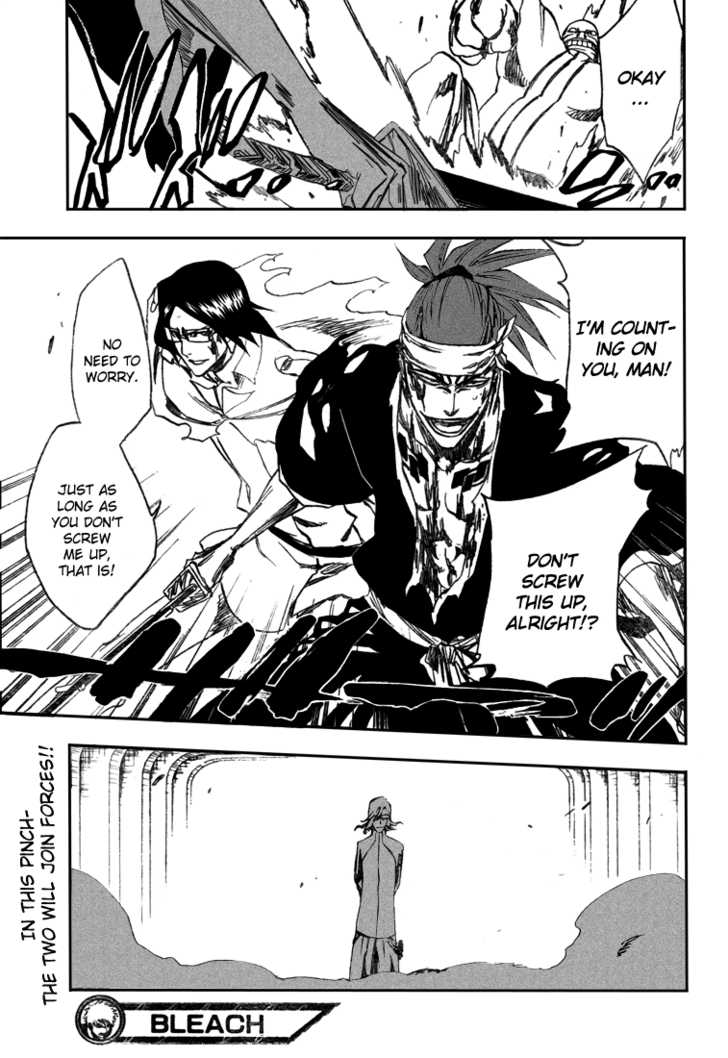 OKAY
...
I'M COUNT-
ING ON
YOU, MAN!
DON'T
SCREW
THIS UP,
ALRIGHT!?
NO
NEED TO
WORRY.
JUST AS
LONG AS
YOU DON'T
SCREW
ME UP,
THAT IS!
IN THIS PINCH-
THE TWO WILL JOIN FORCES!!
BLEACH